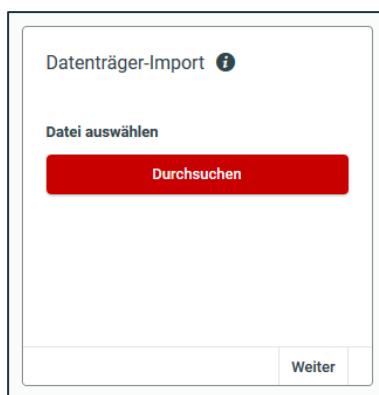 Datenträger-Import
Datei auswählen
Durchsuchen
Weiter